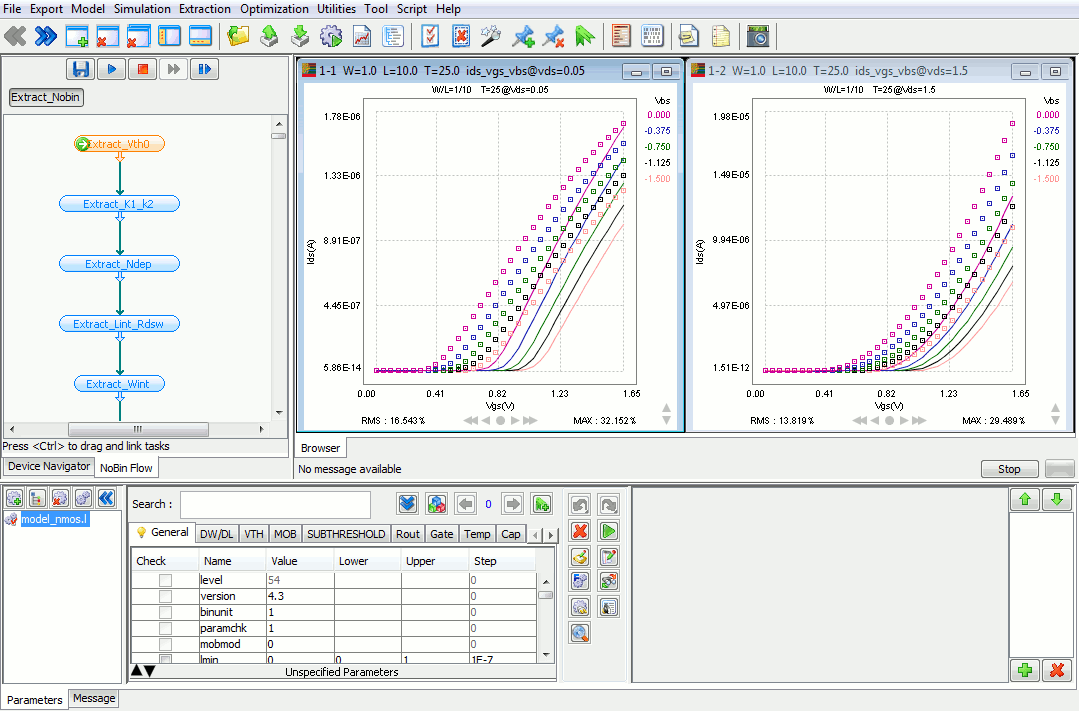 File Export Model Simulation Extraction Optimization Utilities Tool Script Help
Extract_Nobin
Extract_Vth0
Extract_K1_k2
Extract_Ndep
Extract_Lint_Rdsw
Extract_Wint
Press <Ctrl> to drag and link tasks
Device Navigator NoBin Flow
1-1 W=1.0 L=10.0 T=25.0 ids_vgs_vbs@vds=0.05
W/L=1/10 T=25@Vds=0.05
Vbs
1.78E-06 0.000
-0.375
-0.750
-1.125
1.33E-06 -1.500
8.91E-07
Ids(A)
4.45E-07
5.86E-14
0.00 0.41 0.82 1.23 1.65
Vgs(V)
RMS : 16.543% MAX : 32.152%
1-2 W=1.0 L=10.0 T=25.0 ids_vgs_vbs@vds=1.5
W/L=1/10 T=25@Vds=1.5
Vbs
1.98E-05 0.000
-0.375
-0.750
-1.125
1.49E-05 -1.500
9.94E-06
Ids(A)
4.97E-06
1.51E-12
0.00 0.41 0.82 1.23 1.65
Vgs(V)
RMS : 13.819% MAX : 29.489%
Browser
No message available
Stop
model_nmos.l
Search :
0
General DW/DL VTH MOB SUBTHRESHOLD Rout Gate Temp Cap
Check Name Value Lower Upper Step
level 54 0
version 4.3 0
binunit 1 0
paramchk 1 0
mobmod 0 0
lmin 0 0 1 1E-7
Unspecified Parameters
Parameters Message